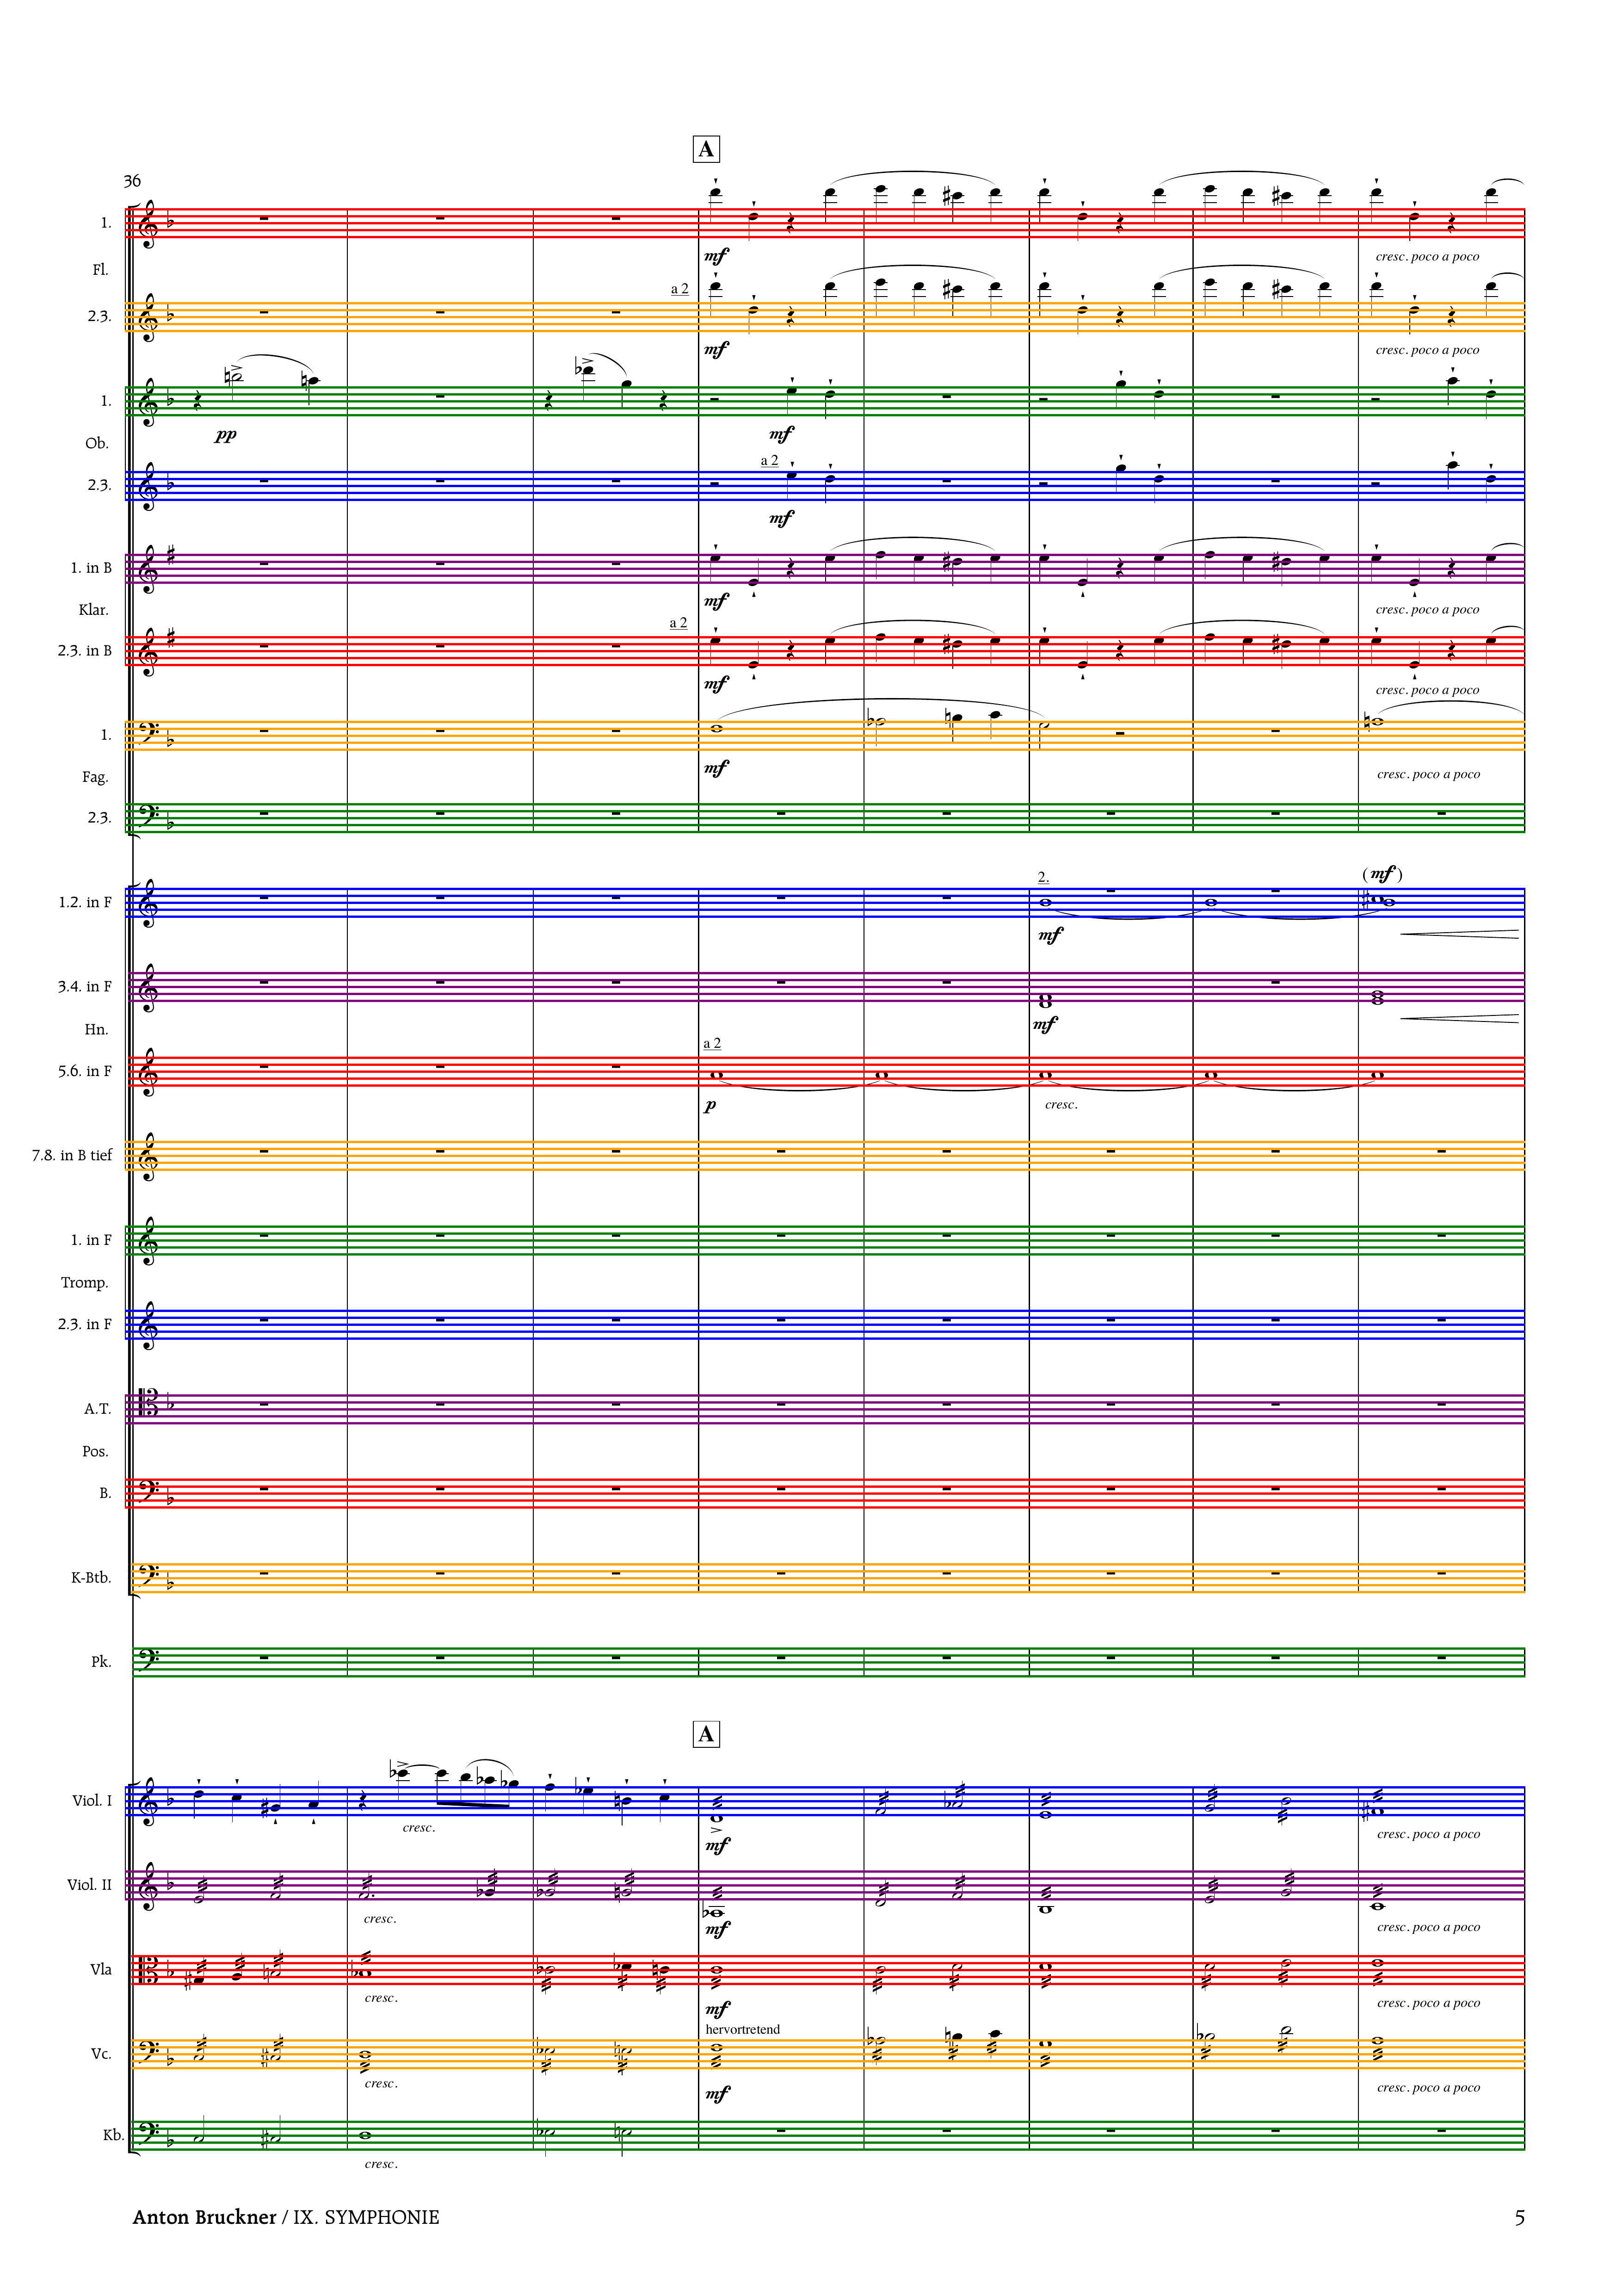 A
36
1.
mf
cresc. poco a poco
Fl.
a 2
2.3.
mf
cresc. poco a poco
1.
pp
mf
Ob.
a 2
2.3.
mf
1. in B
mf
cresc. poco a poco
Klar.
a 2
2.3. in B
mf
cresc. poco a poco
1.
mf
cresc. poco a poco
Fag.
2.3.
2.
(mf)
1.2. in F
mf
3.4. in F
mf
Hn.
a 2
5.6. in F
p
cresc.
7.8. in B tief
1. in F
Tromp.
2.3. in F
A.T.
Pos.
B.
K-Btb.
Pk.
A
Viol. I
cresc.
mf
cresc. poco a poco
Viol. II
cresc.
mf
cresc. poco a poco
Vla
cresc.
mf
cresc. poco a poco
hervortretend
Vc.
cresc.
mf
cresc. poco a poco
Kb.
cresc.
Anton Bruckner / IX. SYMPHONIE
5